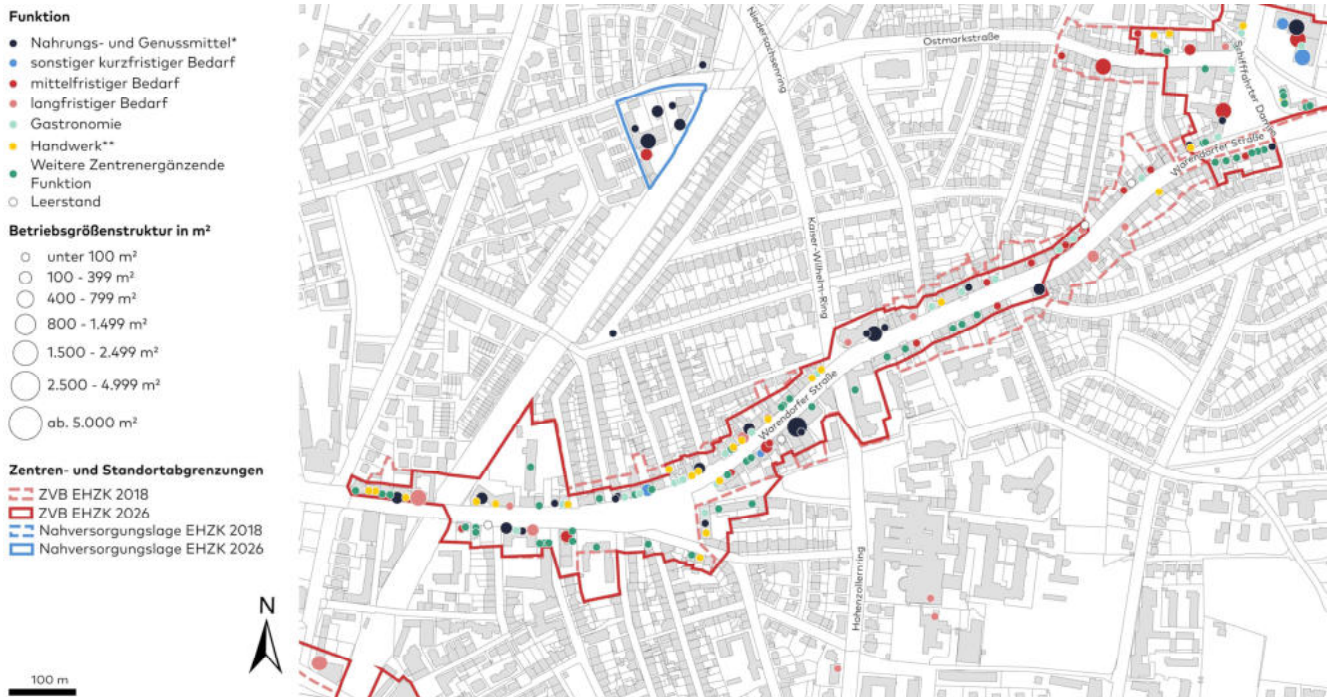 Funktion
Nahrungs- und Genussmittel*
sonstiger kurzfristiger Bedarf
mittelfristiger Bedarf
langfristiger Bedarf
Gastronomie
Handwerk**
Weitere Zentrenergänzende
Funktion
Leerstand
Betriebsgrößenstruktur in m²
unter 100 m²
100 - 399 m²
400 - 799 m²
800 - 1.499 m²
1.500 - 2.499 m²
2.500 - 4.999 m²
ab. 5.000 m²
Zentren- und Standortabgrenzungen
ZVB EHZK 2018
ZVB EHZK 2026
Nahversorgungslage EHZK 2018
Nahversorgungslage EHZK 2026
N
100 m
Niedersachsenring
Ostmarkstraße
Schifffahrter Damm
Warendorfer Straße
Kaiser-Wilhelm-Ring
Warendorfer Straße
Hohenzollernring